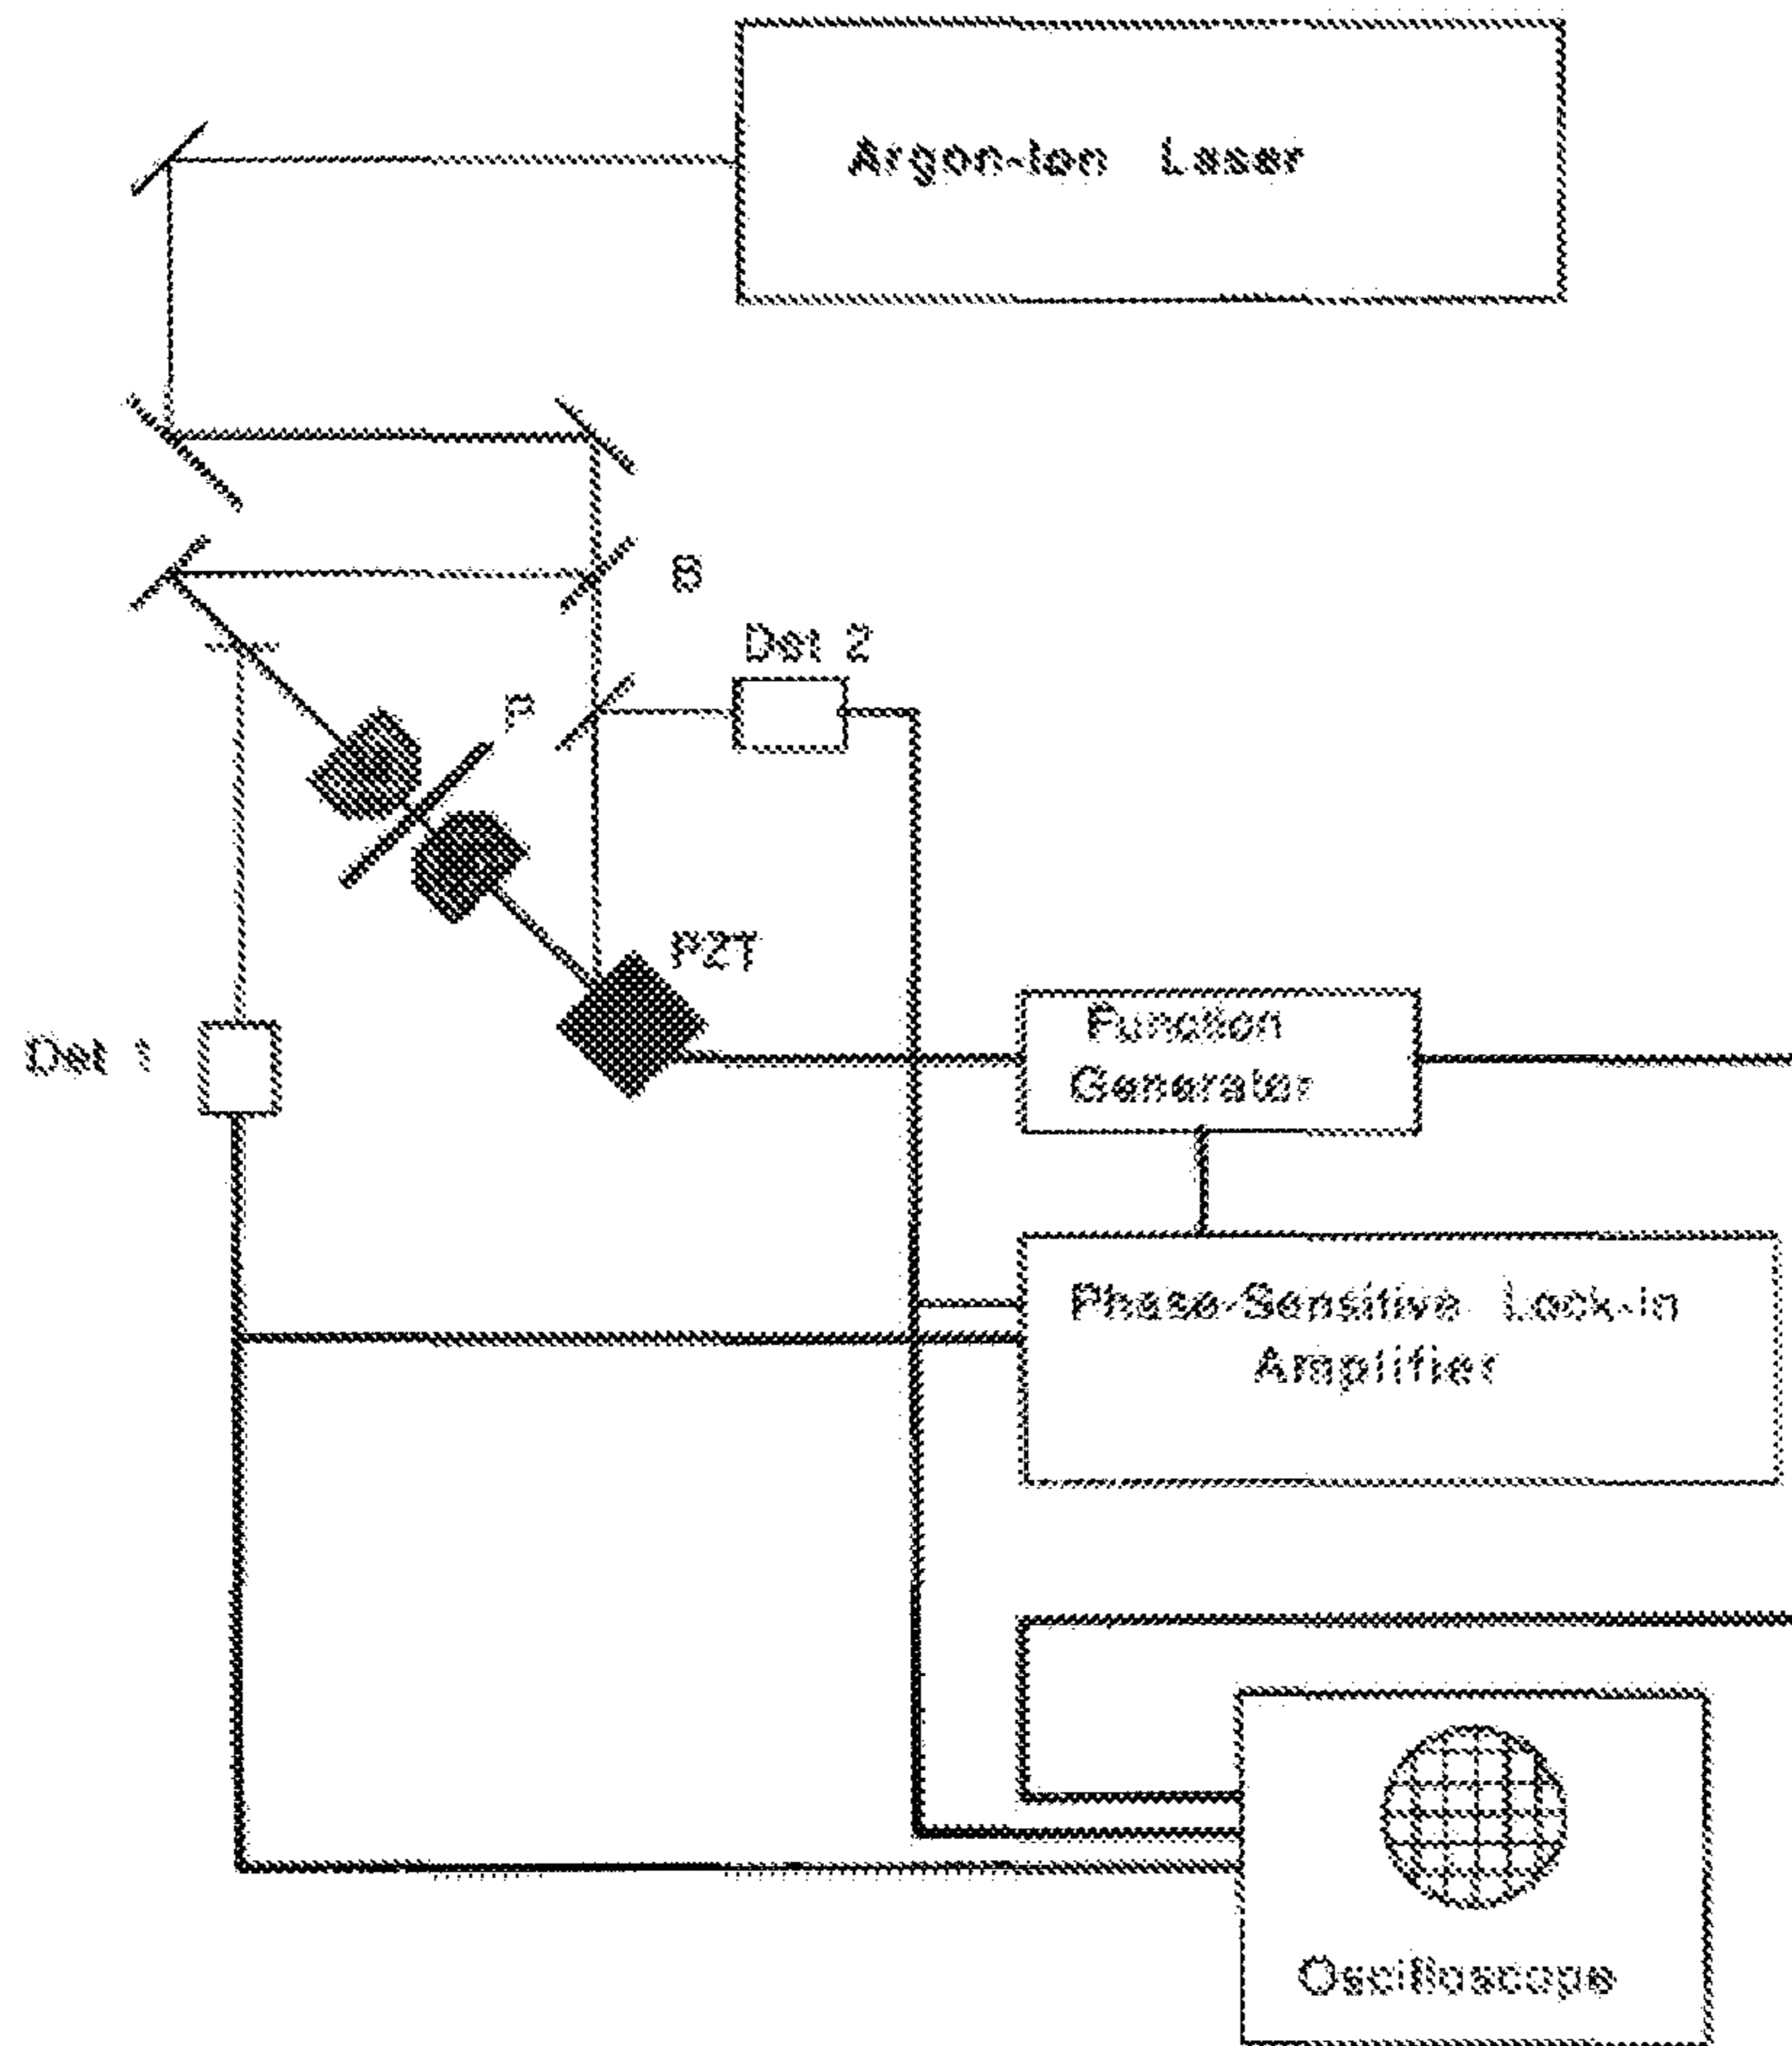 Argon-Ion Laser
B
Det 2
P
PZT
Det 1
Function
Generator
Phase-Sensitive Lock-in
Amplifier
Oscilloscope